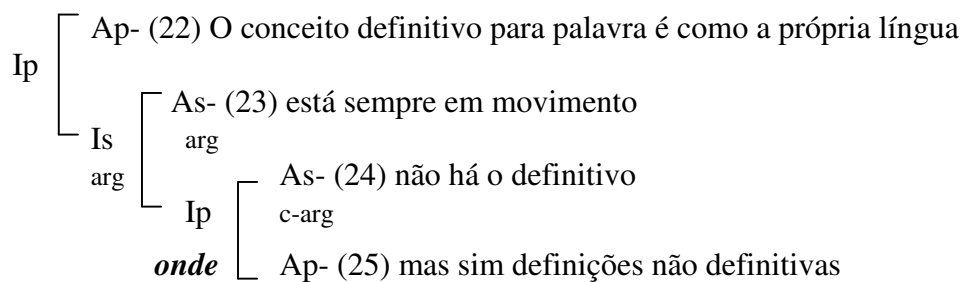 Ap- (22) O conceito definitivo para palavra é como a própria língua
Ip
As- (23) está sempre em movimento
Is arg
arg
As- (24) não há o definitivo
Ip c-arg
onde Ap- (25) mas sim definições não definitivas